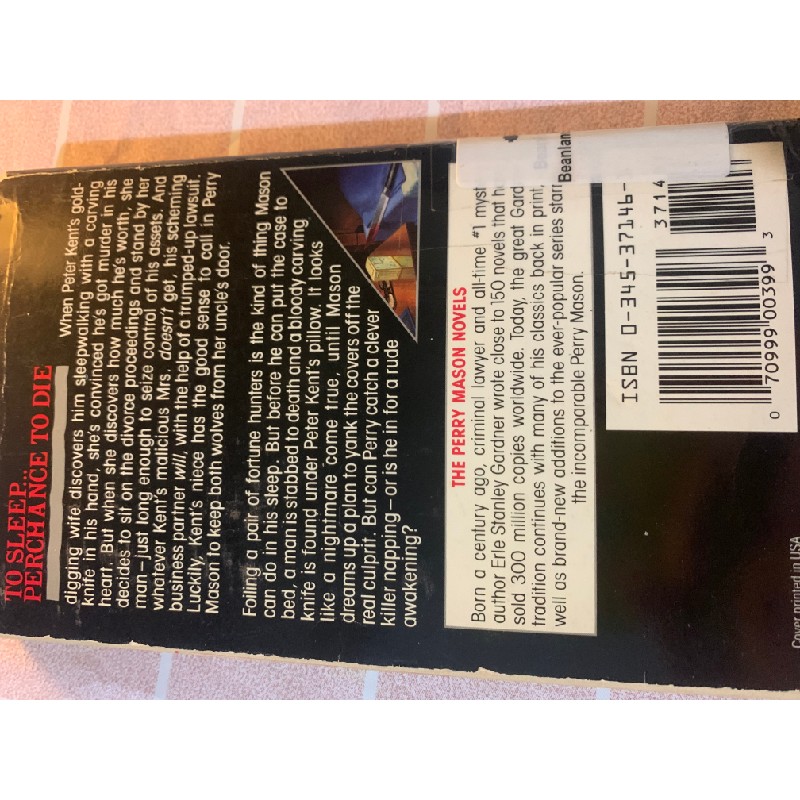 TO SLEEP...
PERCHANCE TO DIE
When Peter Kent's gold-
digging wife discovers him sleepwalking with a carving
knife in his hand, she's convinced he's got murder in his
heart. But when she discovers how much he's worth, she
decides to sit on the divorce proceedings and stand by her
man—just long enough to seize control of his assets. And
whatever Kent's malicious Mrs. doesn't get, his scheming
business partner will, with the help of a trumped-up lawsuit.
Luckily, Kent's niece has the good sense to call in Perry
Mason to keep both wolves from her uncle's door.
Foiling a pair of fortune hunters is the kind of thing Mason
can do in his sleep. But before he can put the case to
bed, a man is stabbed to death and a bloody carving
knife is found under Peter Kent's pillow. It looks
like a nightmare come true, until Mason
dreams up a plan to yank the covers off the
real culprit. But can Perry catch a clever
killer napping—or is he in for a rude
awakening?
THE PERRY MASON NOVELS
Born a century ago, criminal lawyer and all-time #1 myst
author Erle Stanley Gardner wrote close to 150 novels that ha
sold 300 million copies worldwide. Today, the great Gard
tradition continues with many of his classics back in print,
well as brand-new additions to the ever-popular series starr
the incomparable Perry Mason.
Beanlan
ISBN 0-345-37146-
3714
0 70999 00399 3
Cover printed in USA